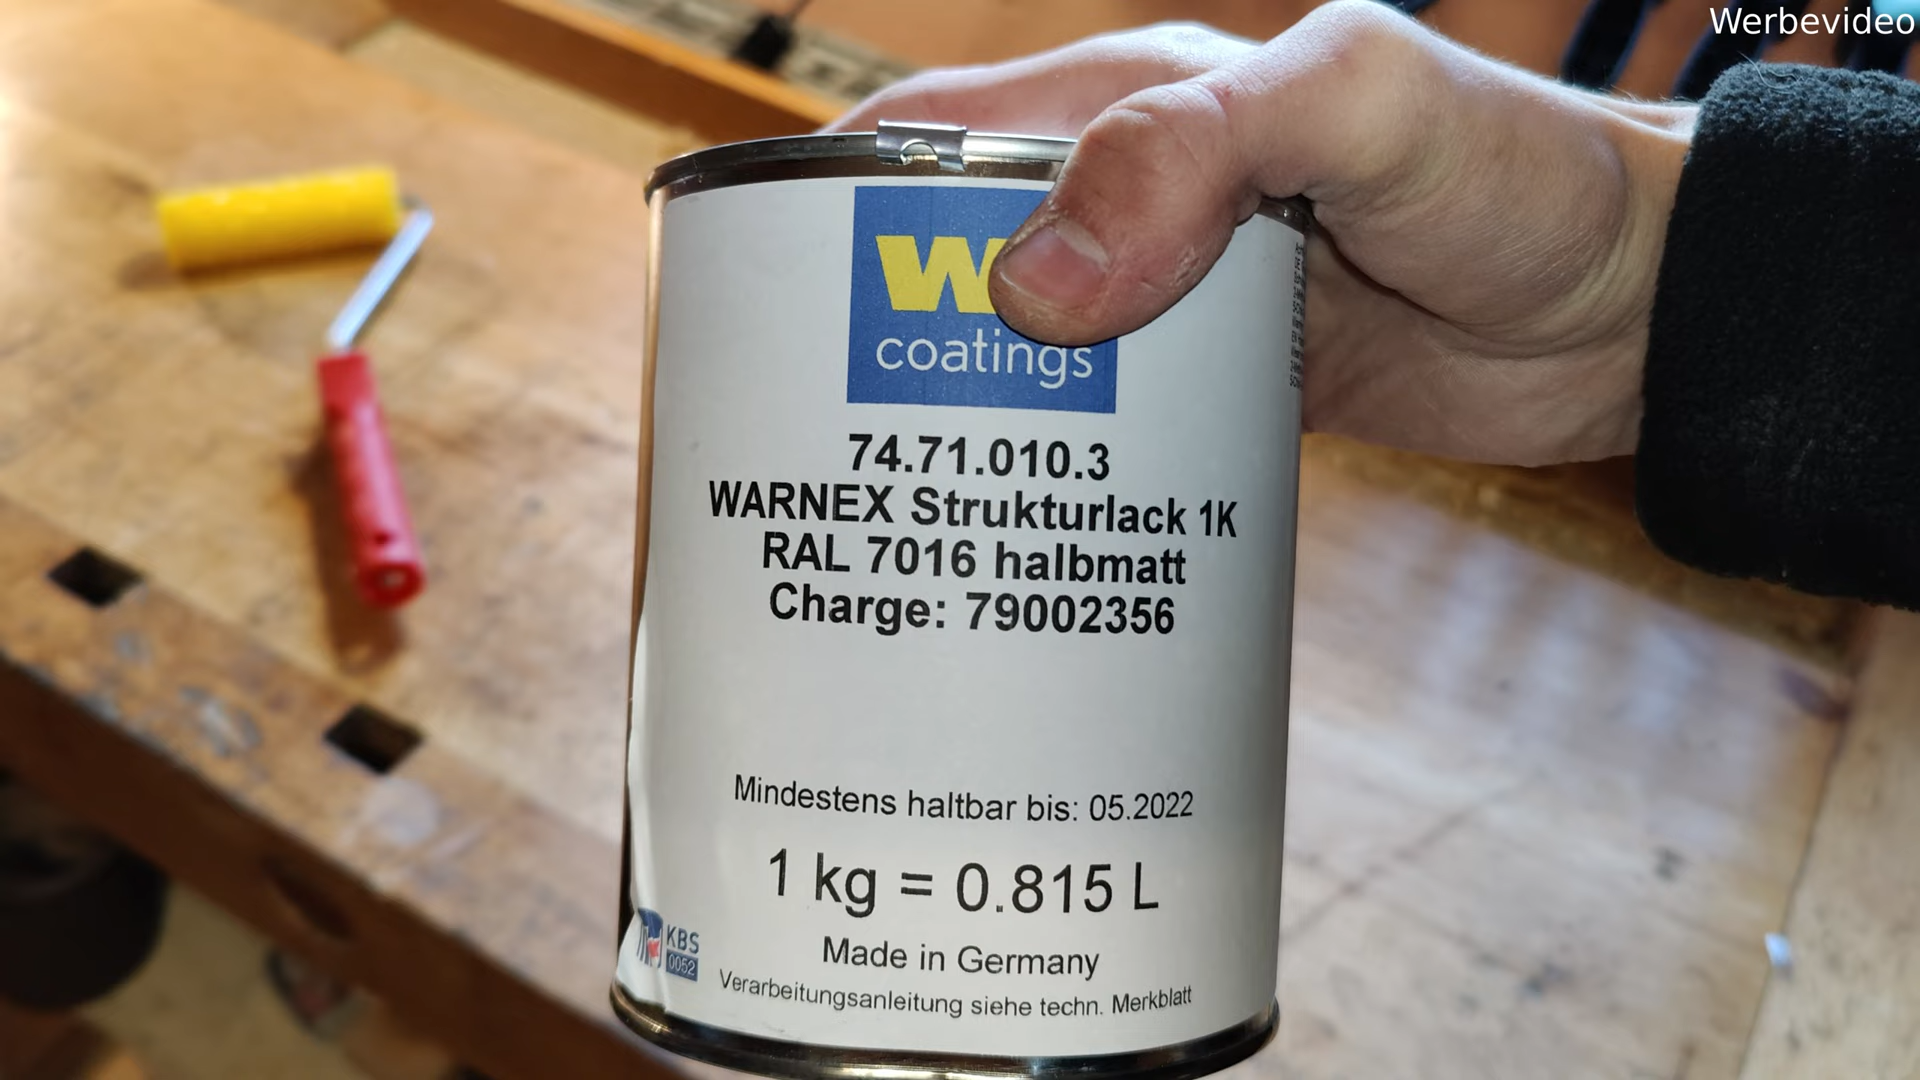 Werbevideo
W
coatings
74.71.010.3
WARNEX Strukturlack 1K
RAL 7016 halbmatt
Charge: 79002356
Mindestens haltbar bis: 05.2022
1 kg = 0.815 L
KBS
0052
Made in Germany
Verarbeitungsanleitung siehe techn. Merkblatt